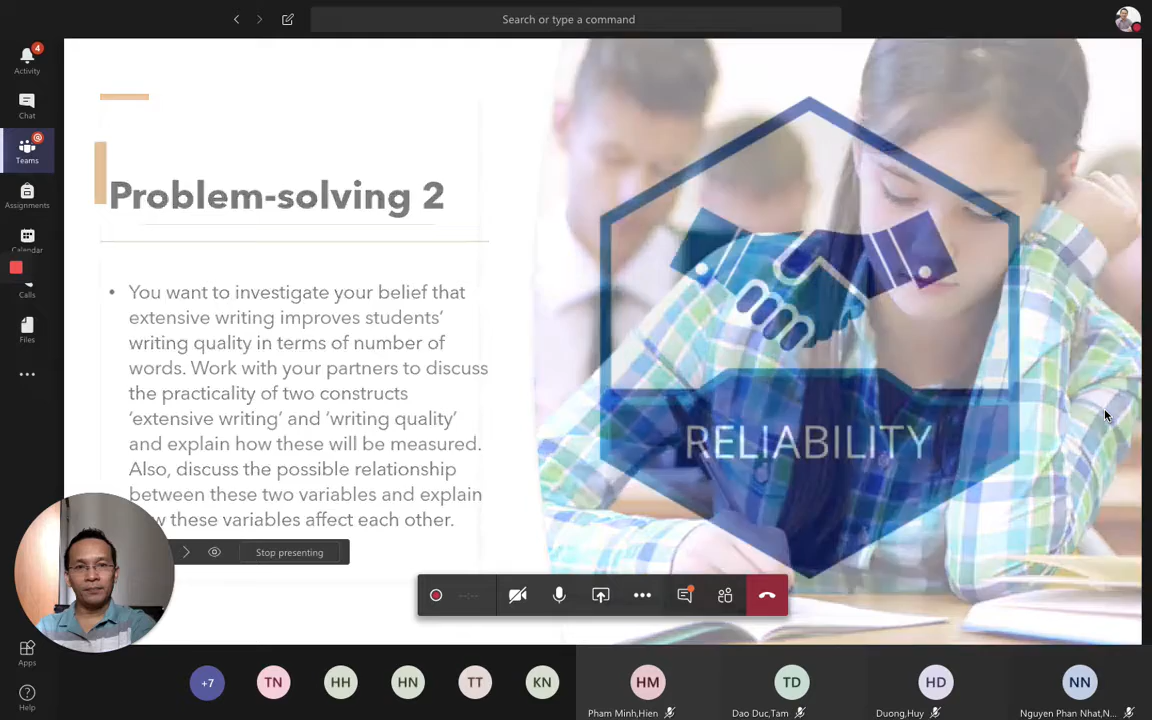 Search or type a command
4
Activity
Chat
Teams
Assignments
Calendar
Calls
Files
Problem-solving 2
• You want to investigate your belief that
extensive writing improves students'
writing quality in terms of number of
words. Work with your partners to discuss
the practicality of two constructs
'extensive writing' and 'writing quality'
and explain how these will be measured.
Also, discuss the possible relationship
between these two variables and explain
these variables affect each other.
RELIABILITY
Stop presenting
--:--
Apps
Help
+7
TN
HH
HN
TT
KN
HM
TD
HD
NN
Pham Minh,Hien
Dao Duc,Tam
Duong,Huy
Nguyen Phan Nhat,N...